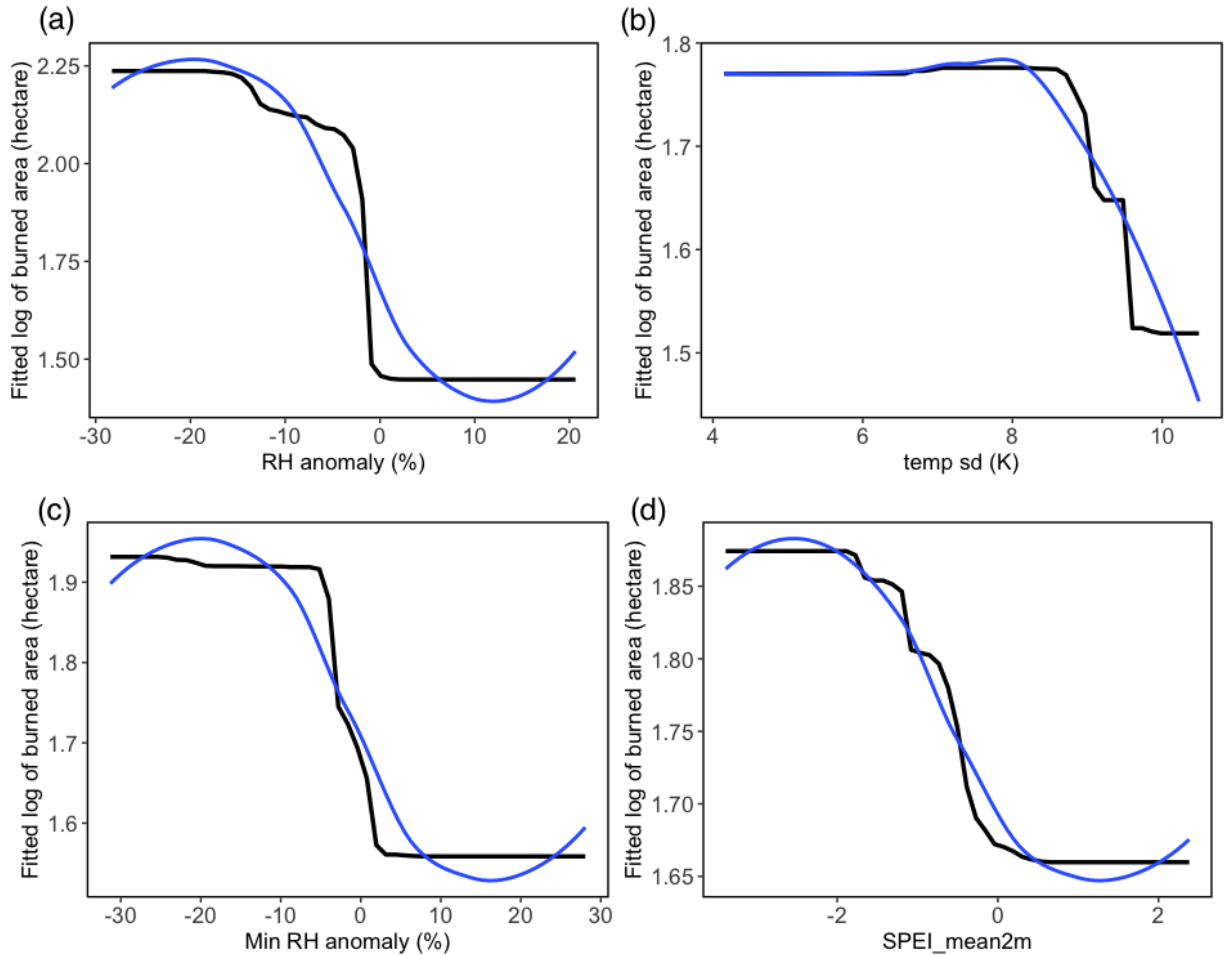 (a)
Fitted log of burned area (hectare)
2.25
2.00
1.75
1.50
-30 -20 -10 0 10 20
RH anomaly (%)
(b)
Fitted log of burned area (hectare)
1.8
1.7
1.6
1.5
4 6 8 10
temp sd (K)
(c)
Fitted log of burned area (hectare)
1.9
1.8
1.7
1.6
-30 -20 -10 0 10 20 30
Min RH anomaly (%)
(d)
Fitted log of burned area (hectare)
1.85
1.80
1.75
1.70
1.65
-2 0 2
SPEI_mean2m